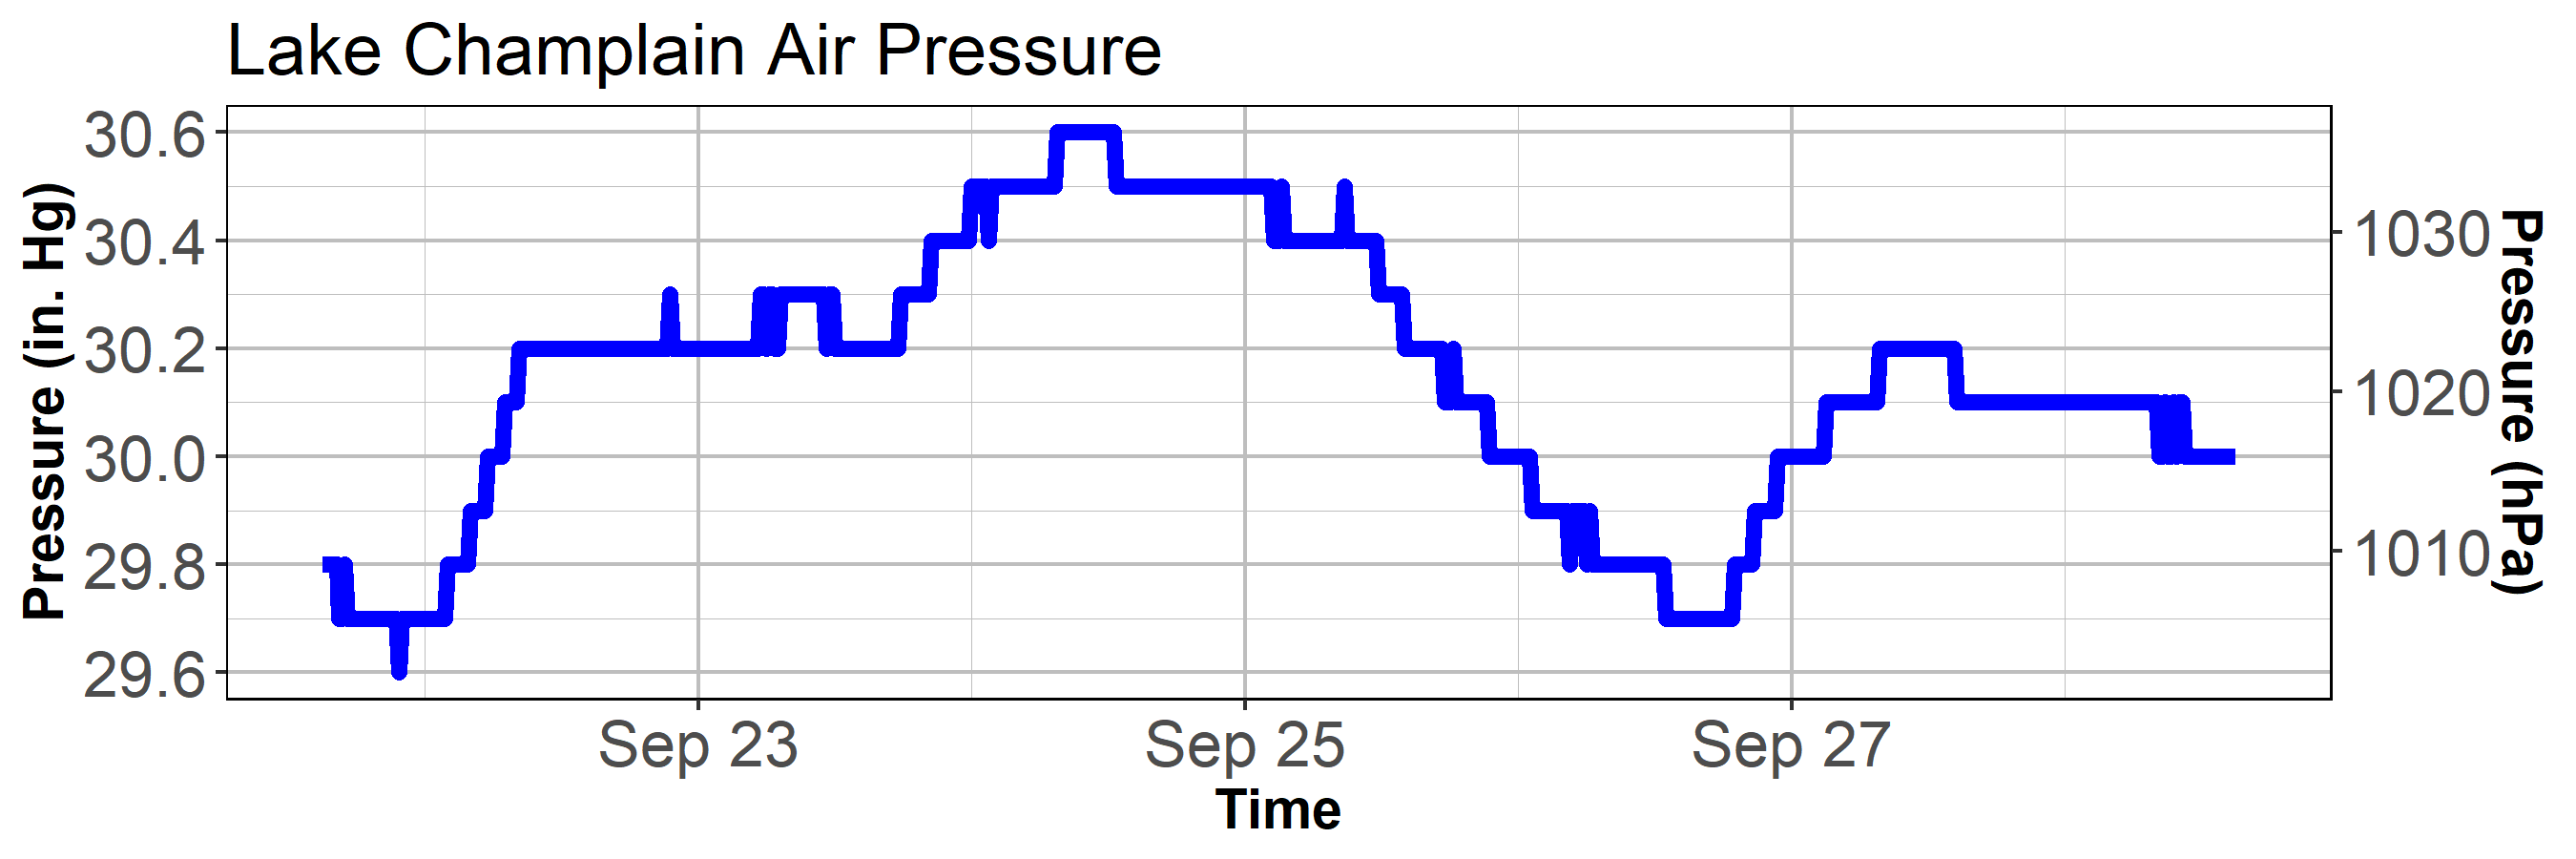 Lake Champlain Air Pressure
30.6
30.4
30.2
30.0
29.8
29.6
Pressure (in. Hg)
1030
1020
1010
Pressure (hPa)
Sep 23
Sep 25
Sep 27
Time